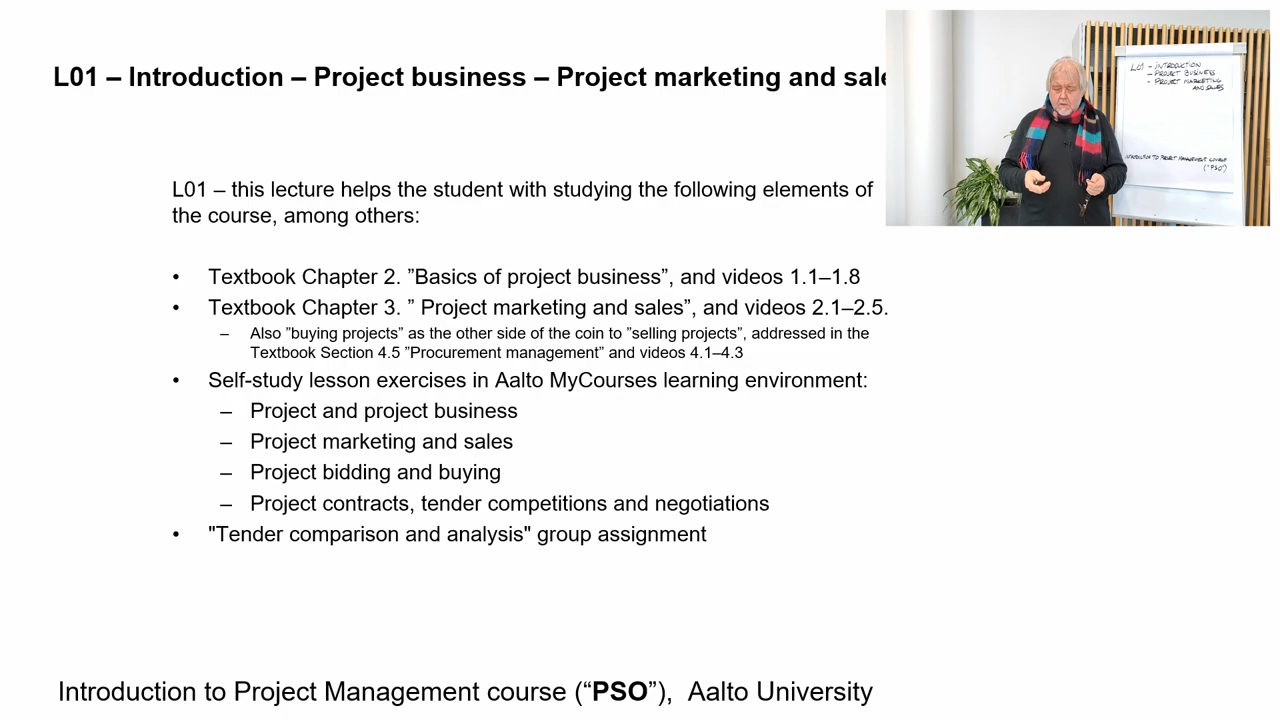 L01 – Introduction – Project business – Project marketing and sale
L01 – INTRODUCTION
– PROJECT BUSINESS
– PROJECT MARKETING
AND SALES
INTRODUCTION TO PROJECT MANAGEMENT COURSE
("PSO")
L01 – this lecture helps the student with studying the following elements of
the course, among others:
• Textbook Chapter 2. ”Basics of project business”, and videos 1.1–1.8
• Textbook Chapter 3. ” Project marketing and sales”, and videos 2.1–2.5.
– Also ”buying projects” as the other side of the coin to ”selling projects”, addressed in the
Textbook Section 4.5 ”Procurement management” and videos 4.1–4.3
• Self-study lesson exercises in Aalto MyCourses learning environment:
– Project and project business
– Project marketing and sales
– Project bidding and buying
– Project contracts, tender competitions and negotiations
• "Tender comparison and analysis" group assignment
Introduction to Project Management course (“PSO”), Aalto University